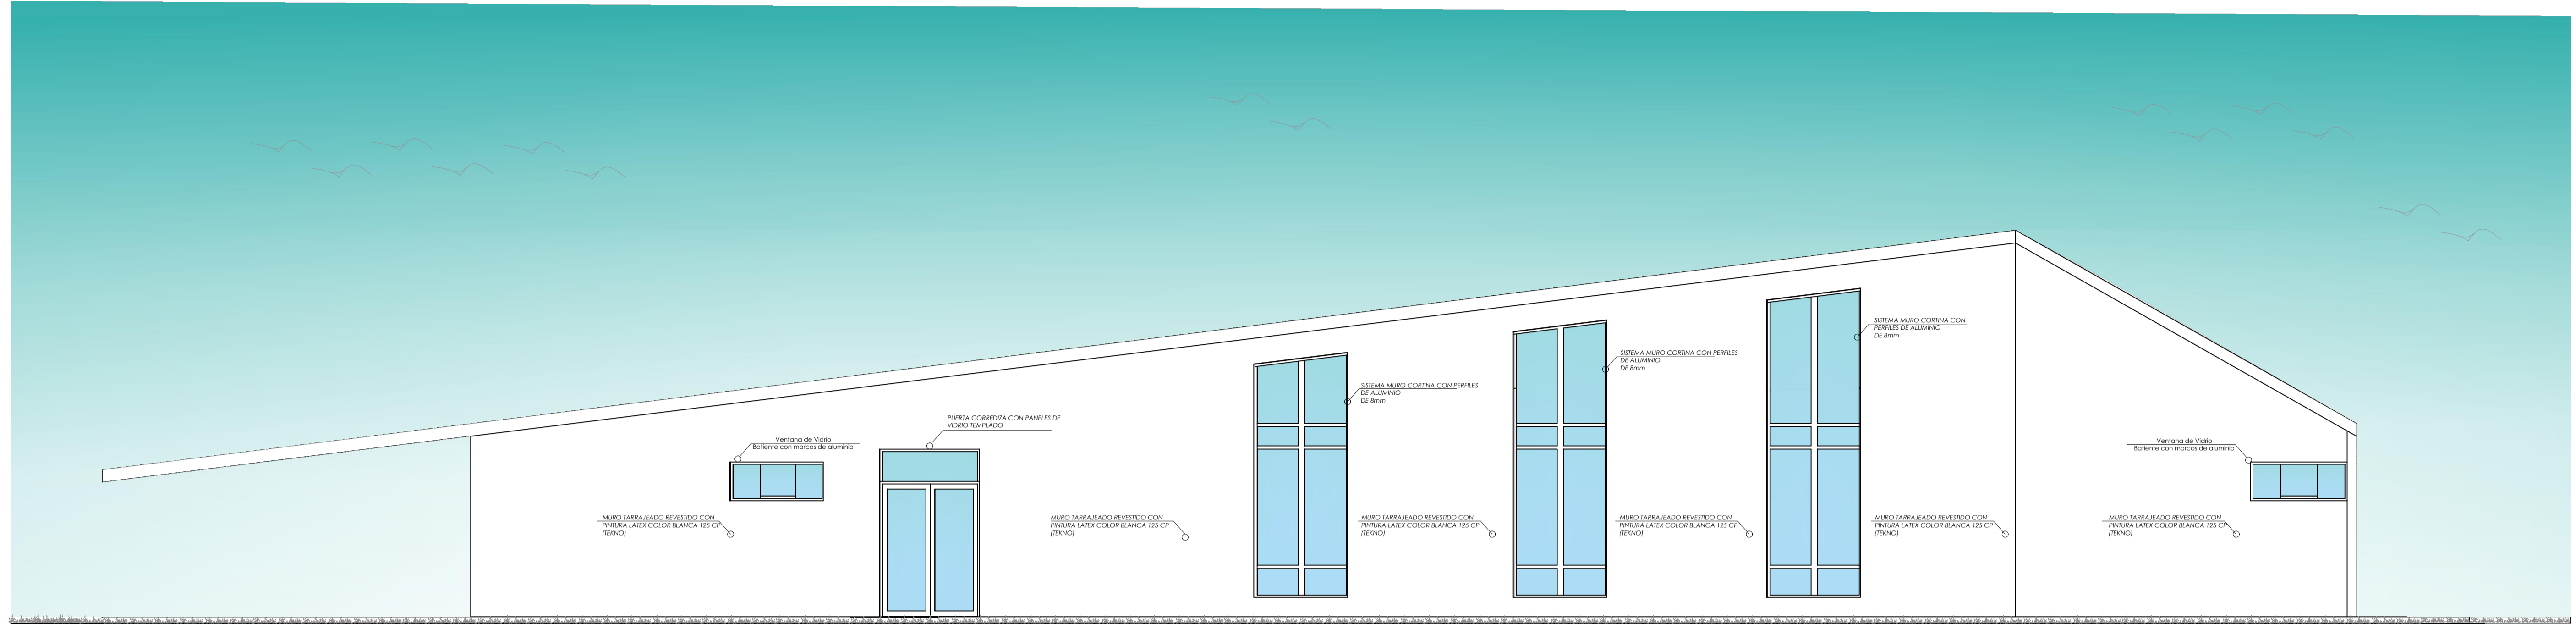 SISTEMA MURO CORTINA CON
PERFILES DE ALUMINIO
DE 8mm
SISTEMA MURO CORTINA CON PERFILES
DE ALUMINIO
DE 8mm
SISTEMA MURO CORTINA CON PERFILES
DE ALUMINIO
DE 8mm
PUERTA CORREDIZA CON PANELES DE
VIDRIO TEMPLADO
Ventana de Vidrio
Batiente con marcos de aluminio
Ventana de Vidrio
Batiente con marcos de aluminio
MURO TARRAJEADO REVESTIDO CON
PINTURA LATEX COLOR BLANCA 125 CP
(TEKNO)
MURO TARRAJEADO REVESTIDO CON
PINTURA LATEX COLOR BLANCA 125 CP
(TEKNO)
MURO TARRAJEADO REVESTIDO CON
PINTURA LATEX COLOR BLANCA 125 CP
(TEKNO)
MURO TARRAJEADO REVESTIDO CON
PINTURA LATEX COLOR BLANCA 125 CP
(TEKNO)
MURO TARRAJEADO REVESTIDO CON
PINTURA LATEX COLOR BLANCA 125 CP
(TEKNO)
MURO TARRAJEADO REVESTIDO CON
PINTURA LATEX COLOR BLANCA 125 CP
(TEKNO)